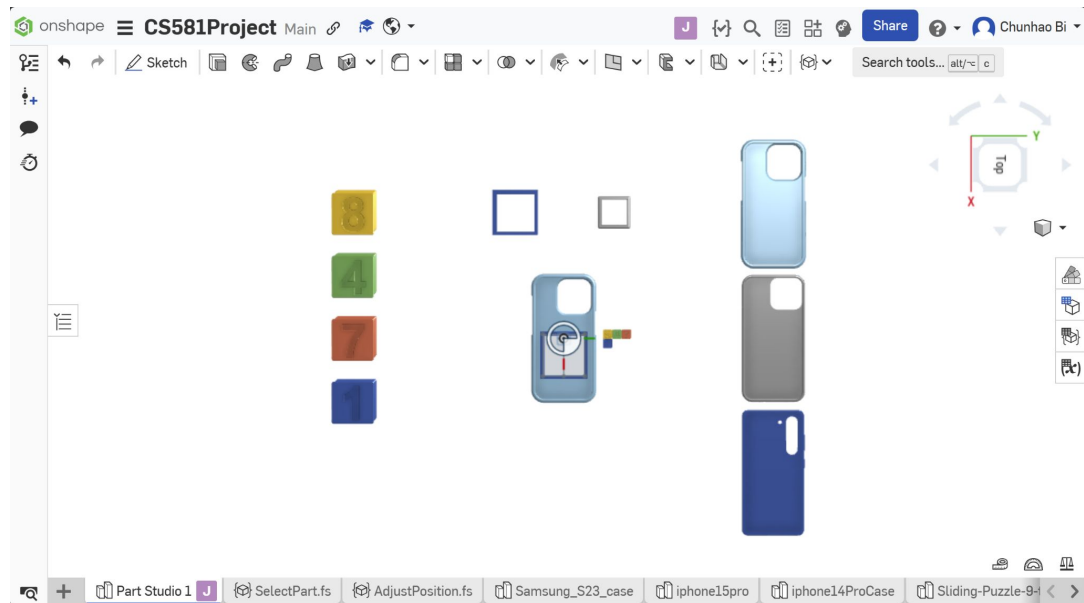 onshape CS581Project Main J Share Chunhao Bi
Sketch Search tools... alt/⌥ c
Y
Top
X
8
4
7
1
Part Studio 1 J SelectPart.fs AdjustPosition.fs Samsung_S23_case iphone15pro iphone14ProCase Sliding-Puzzle-9-